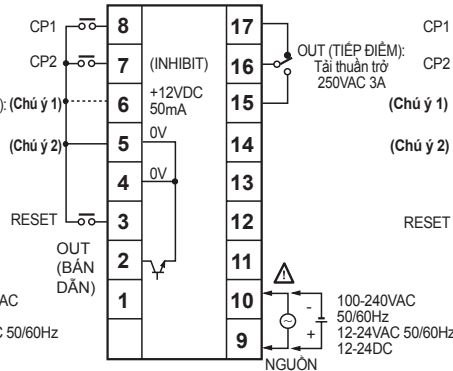 CP1
8
17
CP1
OUT (TIẾP ĐIỂM):
CP2
7
(INHIBIT)
16
Tải thuần trở
CP2
250VAC 3A
): (Chú ý 1)
6
+12VDC
50mA
15
(Chú ý 1)
(Chú ý 2)
5
0V
14
(Chú ý 2)
4
0V
13
RESET
3
12
RESET
OUT
(BÁN
DẪN)
2
11
AC
1
10
-
100-240VAC
50/60Hz
C 50/60Hz
+
12-24VAC 50/60Hz
9
12-24DC
NGUỒN